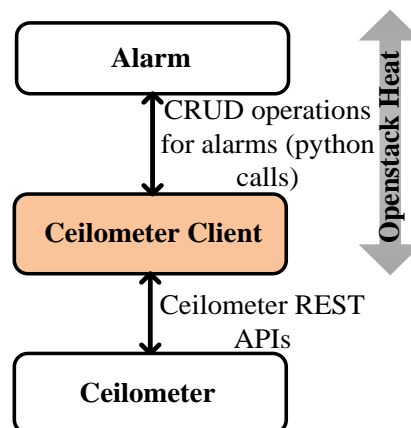 Alarm
CRUD operations
for alarms (python
calls)
Openstack Heat
Ceilometer Client
Ceilometer REST
APIs
Ceilometer